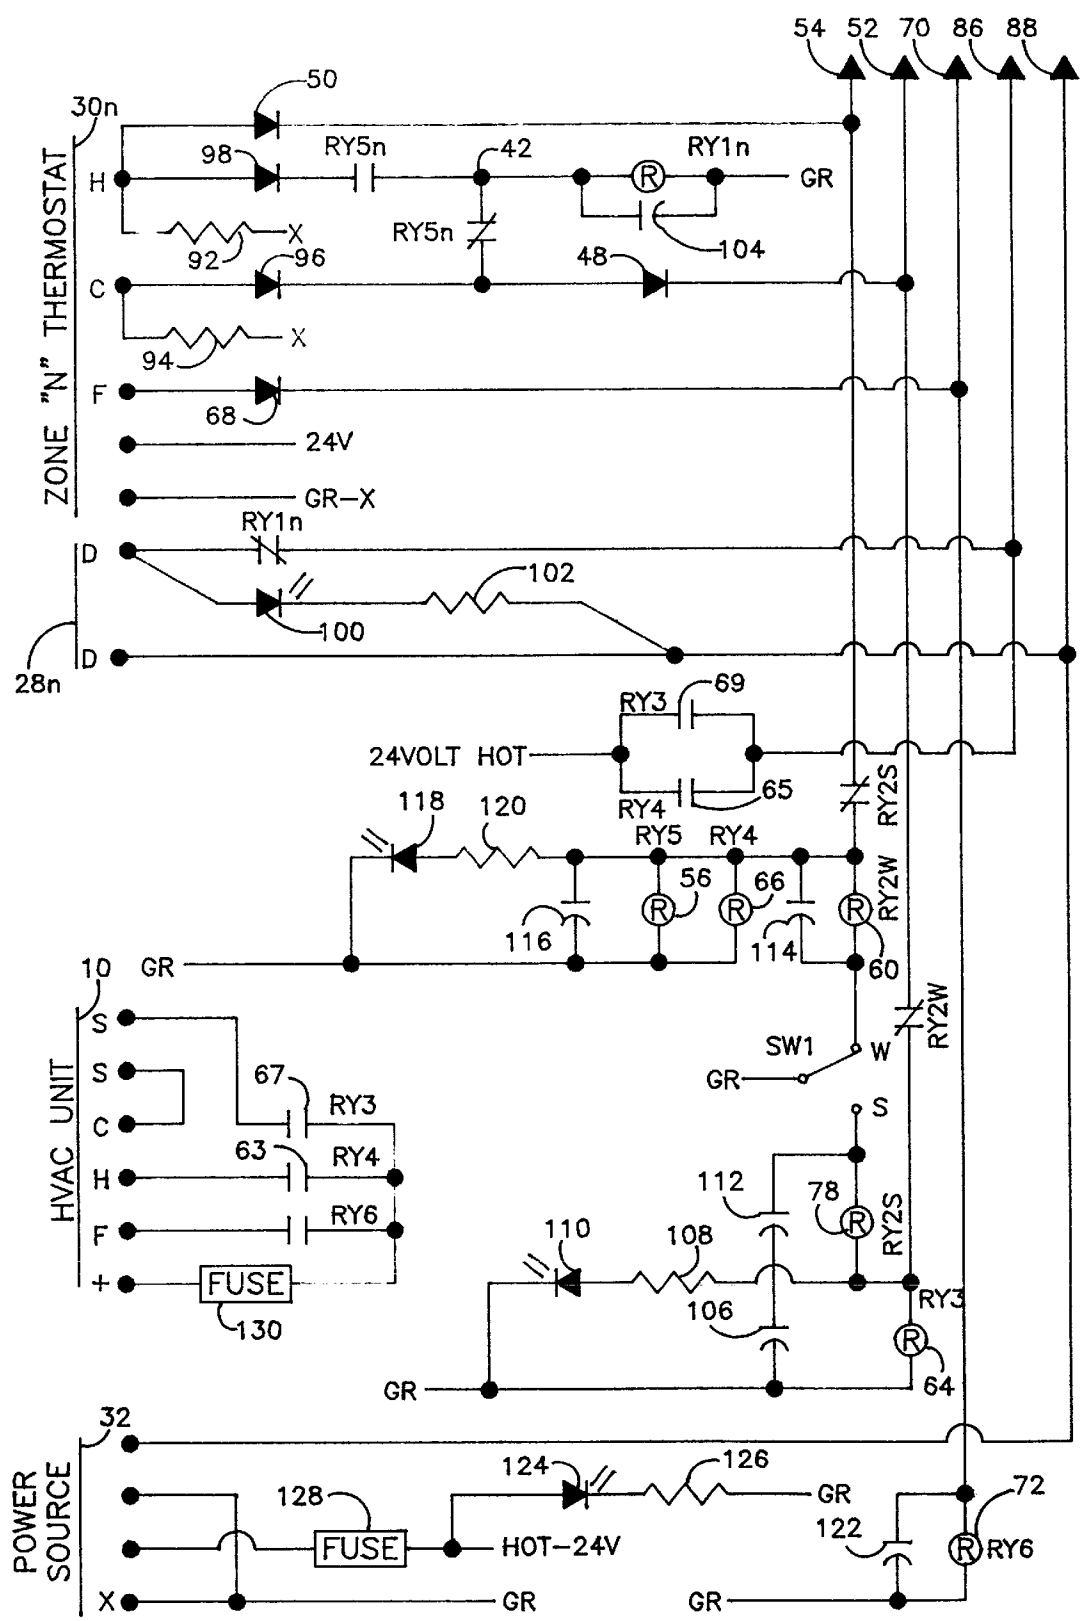 54 52 70 86 88
50
30n
98 RY5n 42 RY1n
H R GR
RY5n
92 X 104
96 48
C
94 X
F
68
24V
GR-X
ZONE "N" THERMOSTAT
RY1n
D
102
100
D
28n
RY3 69
24VOLT HOT
RY4 65
RY2S
118 120 RY5 RY4
R 56 R 66 R RY2W
116 114 60
GR
10
S
SW1 W RY2W
S GR
67 S
C RY3
63 RY4
H 112 78
F RY6 R RY2S
110 108
+ FUSE
130 106 RY3
R
64
GR
HVAC UNIT
32
124 126
128 GR 72
FUSE HOT-24V 122 R RY6
X GR GR
POWER SOURCE